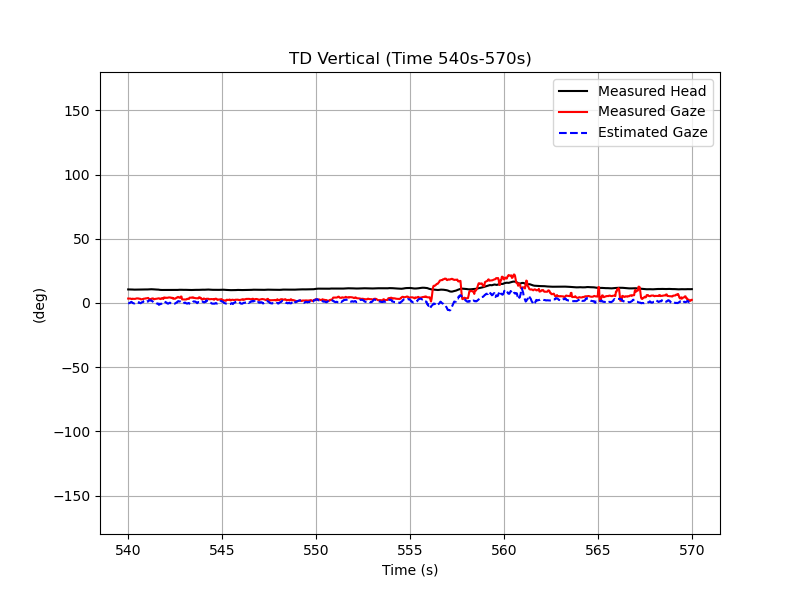 TD Vertical (Time 540s-570s)
Measured Head
Measured Gaze
Estimated Gaze
150
100
50
0
−50
−100
−150
(deg)
540 545 550 555 560 565 570
Time (s)